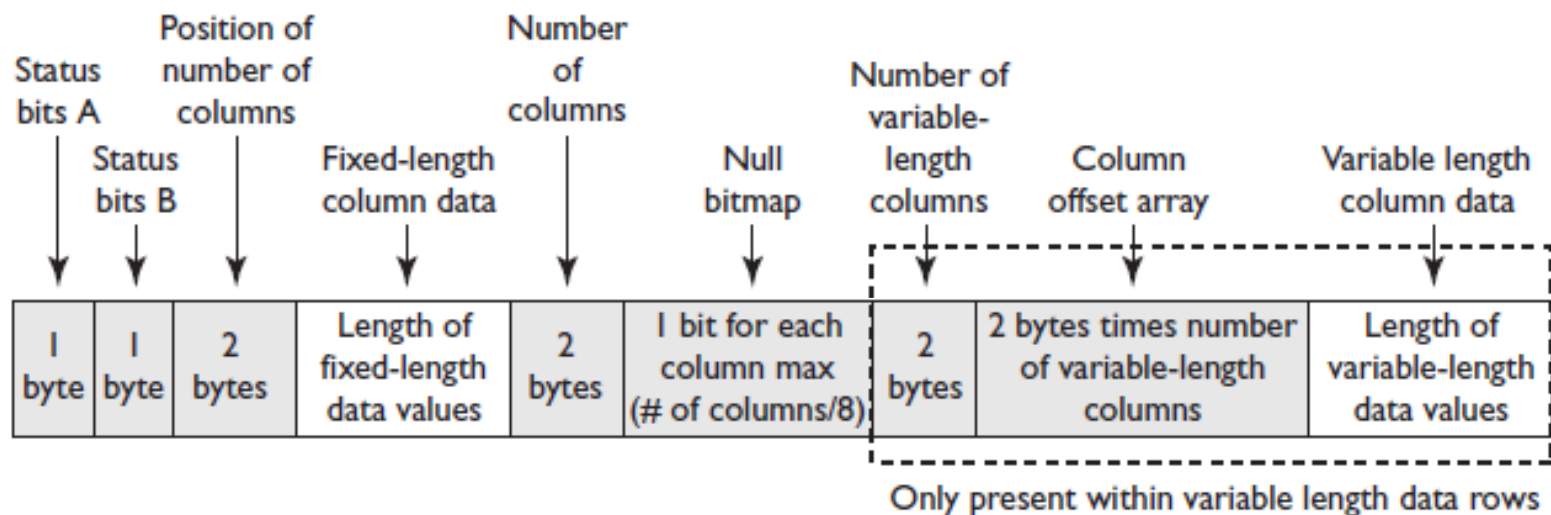 Status
bits A
Position of
number of
columns
Number
of
columns
Number of
variable-
length
columns
Status
bits B
Fixed-length
column data
Null
bitmap
Column
offset array
Variable length
column data
1
byte
1
byte
2
bytes
Length of
fixed-length
data values
2
bytes
1 bit for each
column max
(# of columns/8)
2
bytes
2 bytes times number
of variable-length
columns
Length of
variable-length
data values
Only present within variable length data rows